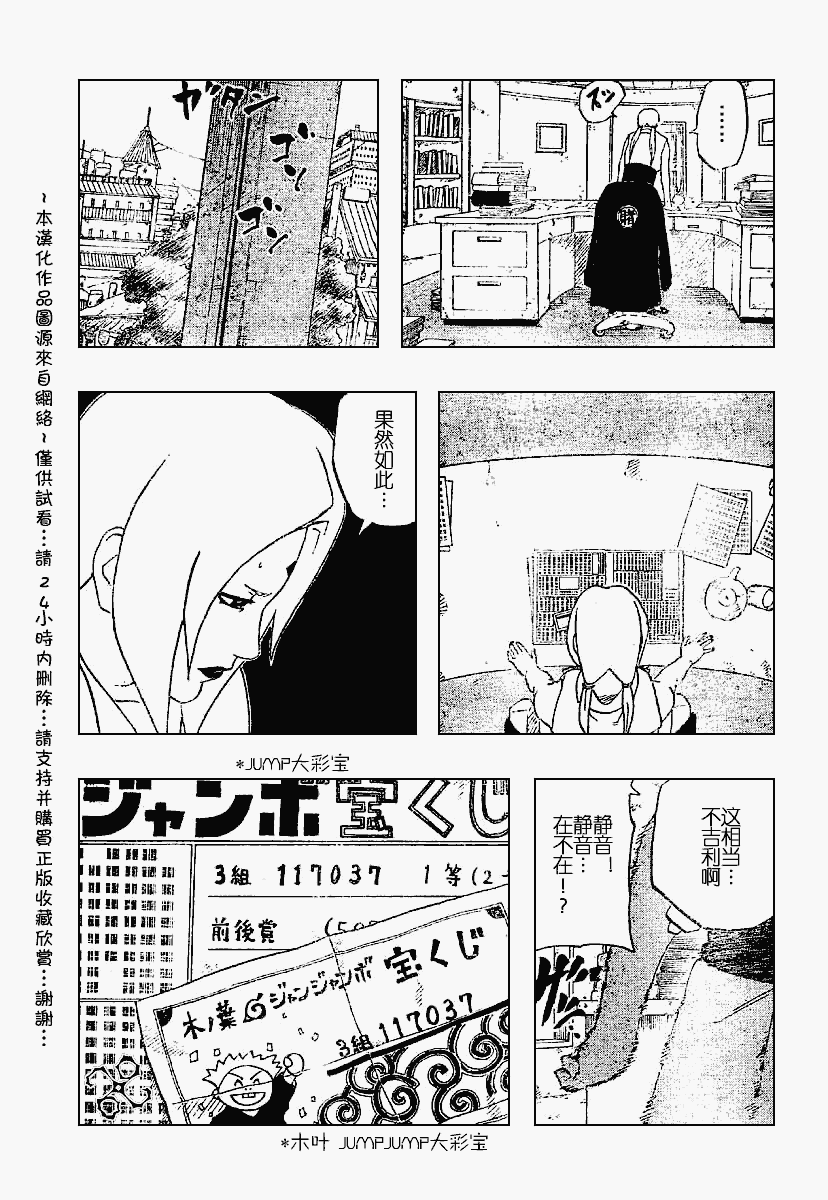 ……
スッ
ガタン
ゴン
ゴン
果然如此…
这相当…
不吉利啊
静音！
静音…
在不在！？
ザッ
*JUMP大彩宝
ジャンボ宝くじ
3組 117037 1等(2
前後賞
木ノ葉 ジャンジャンボ 宝くじ
3組 117037
*木叶 JUMPJUMP大彩宝
~本漢化作品圖源來自網絡~僅供試看…請24小時内刪除…請支持并購買正版收藏欣賞…謝謝…